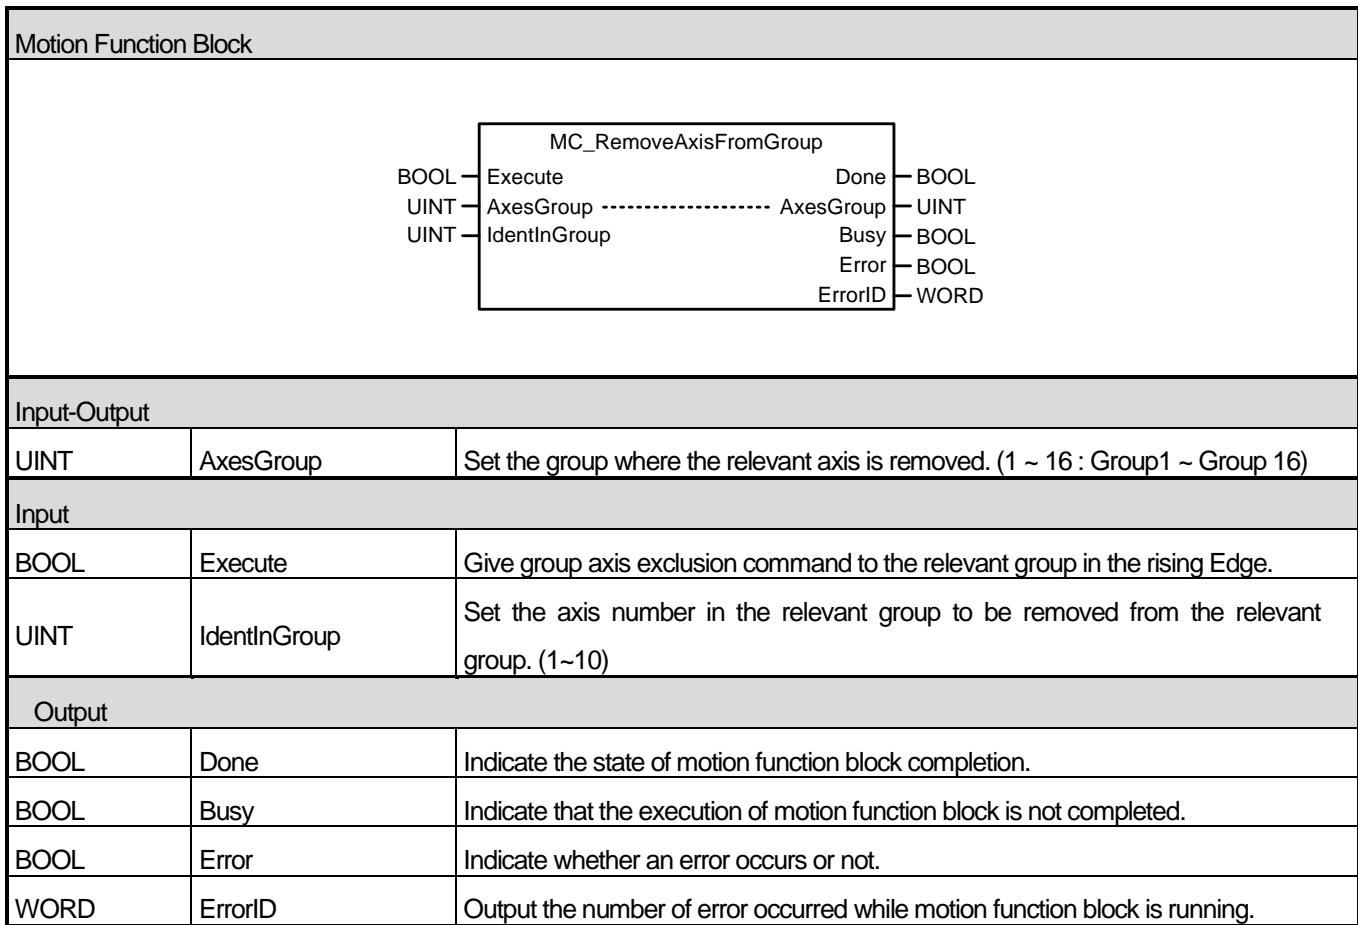 Motion Function Block
MC_RemoveAxisFromGroup
BOOL Execute Done BOOL
UINT AxesGroup AxesGroup UINT
UINT IdentInGroup Busy BOOL
Error BOOL
ErrorID WORD
Input-Output
UINT AxesGroup Set the group where the relevant axis is removed. (1 ~ 16 : Group1 ~ Group 16)
Input
BOOL Execute Give group axis exclusion command to the relevant group in the rising Edge.
UINT IdentInGroup Set the axis number in the relevant group to be removed from the relevant
group. (1~10)
Output
BOOL Done Indicate the state of motion function block completion.
BOOL Busy Indicate that the execution of motion function block is not completed.
BOOL Error Indicate whether an error occurs or not.
WORD ErrorID Output the number of error occurred while motion function block is running.